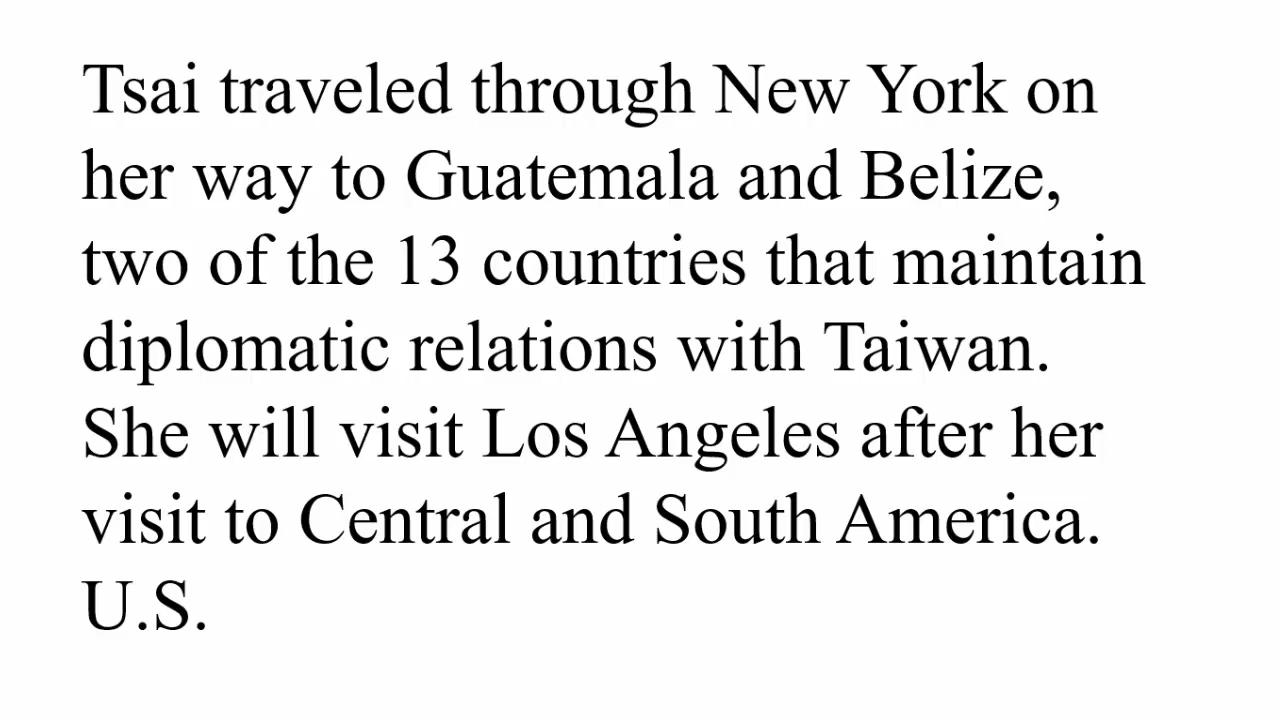 Tsai traveled through New York on
her way to Guatemala and Belize,
two of the 13 countries that maintain
diplomatic relations with Taiwan.
She will visit Los Angeles after her
visit to Central and South America.
U.S.